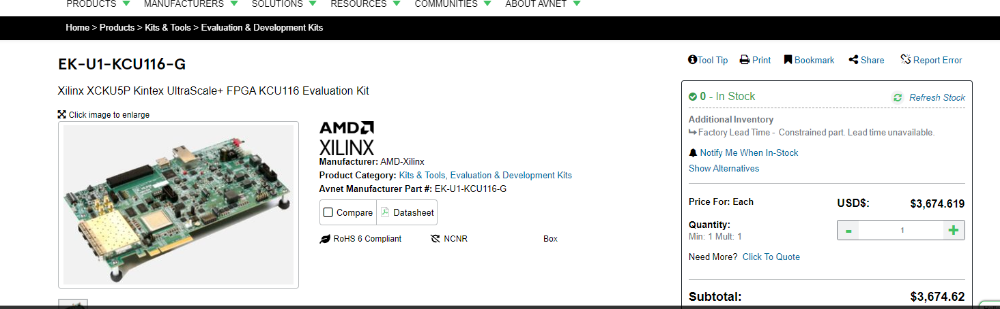 PRODUCTS MANUFACTURERS SOLUTIONS RESOURCES COMMUNITIES ABOUT AVNET
Home > Products > Kits & Tools > Evaluation & Development Kits
EK-U1-KCU116-G
Tool Tip Print Bookmark Share Report Error
Xilinx XCKU5P Kintex UltraScale+ FPGA KCU116 Evaluation Kit
Click image to enlarge
AMD
XILINX
Manufacturer: AMD-Xilinx
Product Category: Kits & Tools, Evaluation & Development Kits
Avnet Manufacturer Part #: EK-U1-KCU116-G
Compare Datasheet
RoHS 6 Compliant NCNR Box
0 - In Stock Refresh Stock
Additional Inventory
Factory Lead Time - Constrained part. Lead time unavailable.
Notify Me When In-Stock
Show Alternatives
Price For: Each USD$: $3,674.619
Quantity:
Min: 1 Mult: 1
- 1 +
Need More? Click To Quote
Subtotal: $3,674.62